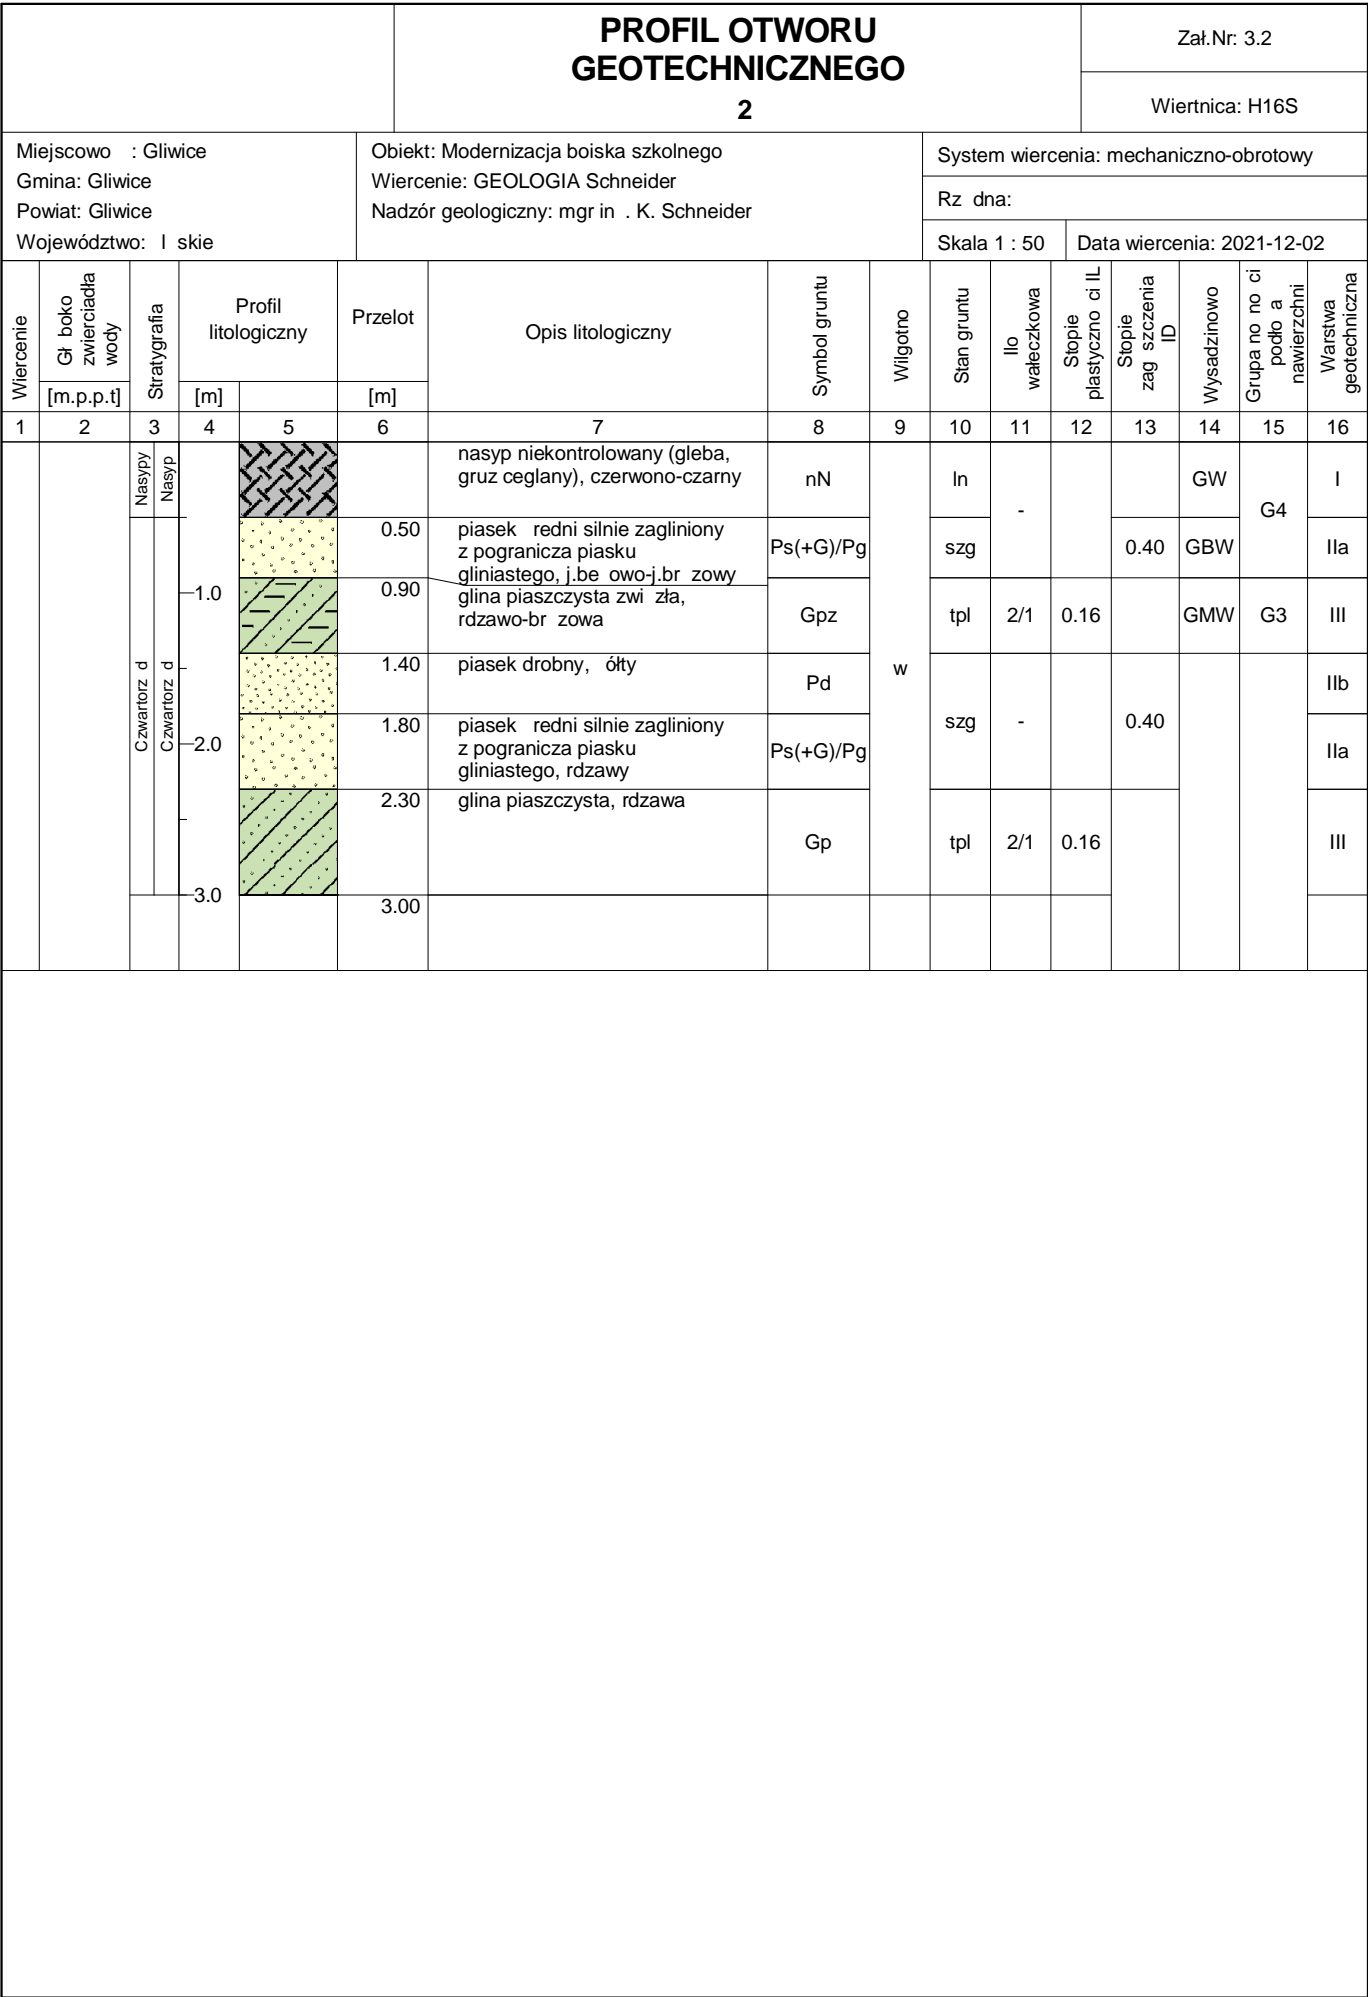 PROFIL OTWORU
GEOTECHNICZNEGO
2
Zał.Nr: 3.2
Wiertnica: H16S
Miejscowo : Gliwice
Gmina: Gliwice
Powiat: Gliwice
Województwo: l skie
Obiekt: Modernizacja boiska szkolnego
Wiercenie: GEOLOGIA Schneider
Nadzór geologiczny: mgr in . K. Schneider
System wiercenia: mechaniczno-obrotowy
Rz dna:
Skala 1 : 50
Data wiercenia: 2021-12-02
Wiercenie
Gł boko
zwierciadła
wody
[m.p.p.t]
Stratygrafia
Profil
litologiczny
[m]
Przelot
[m]
Opis litologiczny
Symbol gruntu
Wilgotno
Stan gruntu
Ilo
wałeczkowa
Stopie
plastyczno ci IL
Stopie
zag szczenia
ID
Wysadzinowo
Grupa no no ci
podło a
nawierzchni
Warstwa
geotechniczna
1 2 3 4 5 6 7 8 9 10 11 12 13 14 15 16
Nasypy
Nasyp
nasyp niekontrolowany (gleba,
gruz ceglany), czerwono-czarny
nN
ln
-
GW
G4
I
0.50
piasek redni silnie zagliniony
z pogranicza piasku
gliniastego, j.be owo-j.br zowy
Ps(+G)/Pg
szg
0.40
GBW
IIa
1.0
0.90
glina piaszczysta zwi zła,
rdzawo-br zowa
Gpz
tpl
2/1
0.16
GMW
G3
III
Czwartorz d
Czwartorz d
1.40
piasek drobny, ółty
Pd
w
szg
-
0.40
IIb
2.0
1.80
piasek redni silnie zagliniony
z pogranicza piasku
gliniastego, rdzawy
Ps(+G)/Pg
IIa
2.30
glina piaszczysta, rdzawa
Gp
tpl
2/1
0.16
III
3.0
3.00